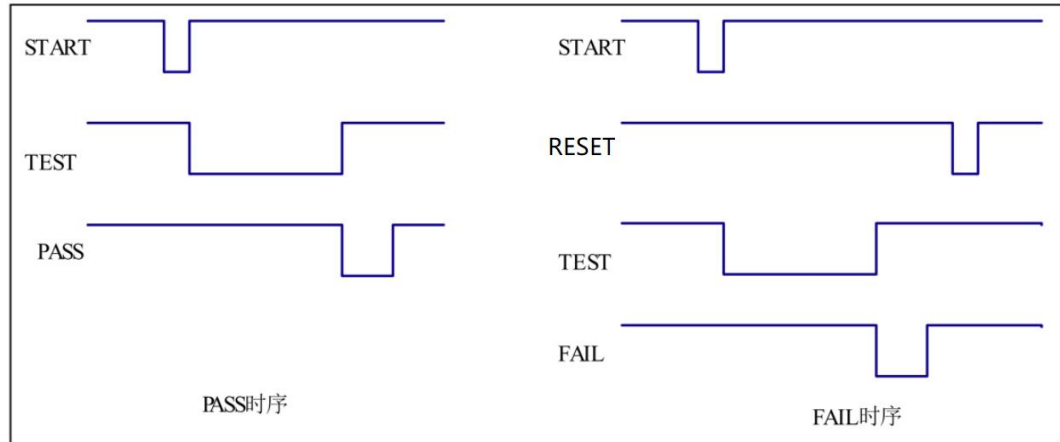 START
TEST
PASS
PASS时序
START
RESET
TEST
FAIL
FAIL时序